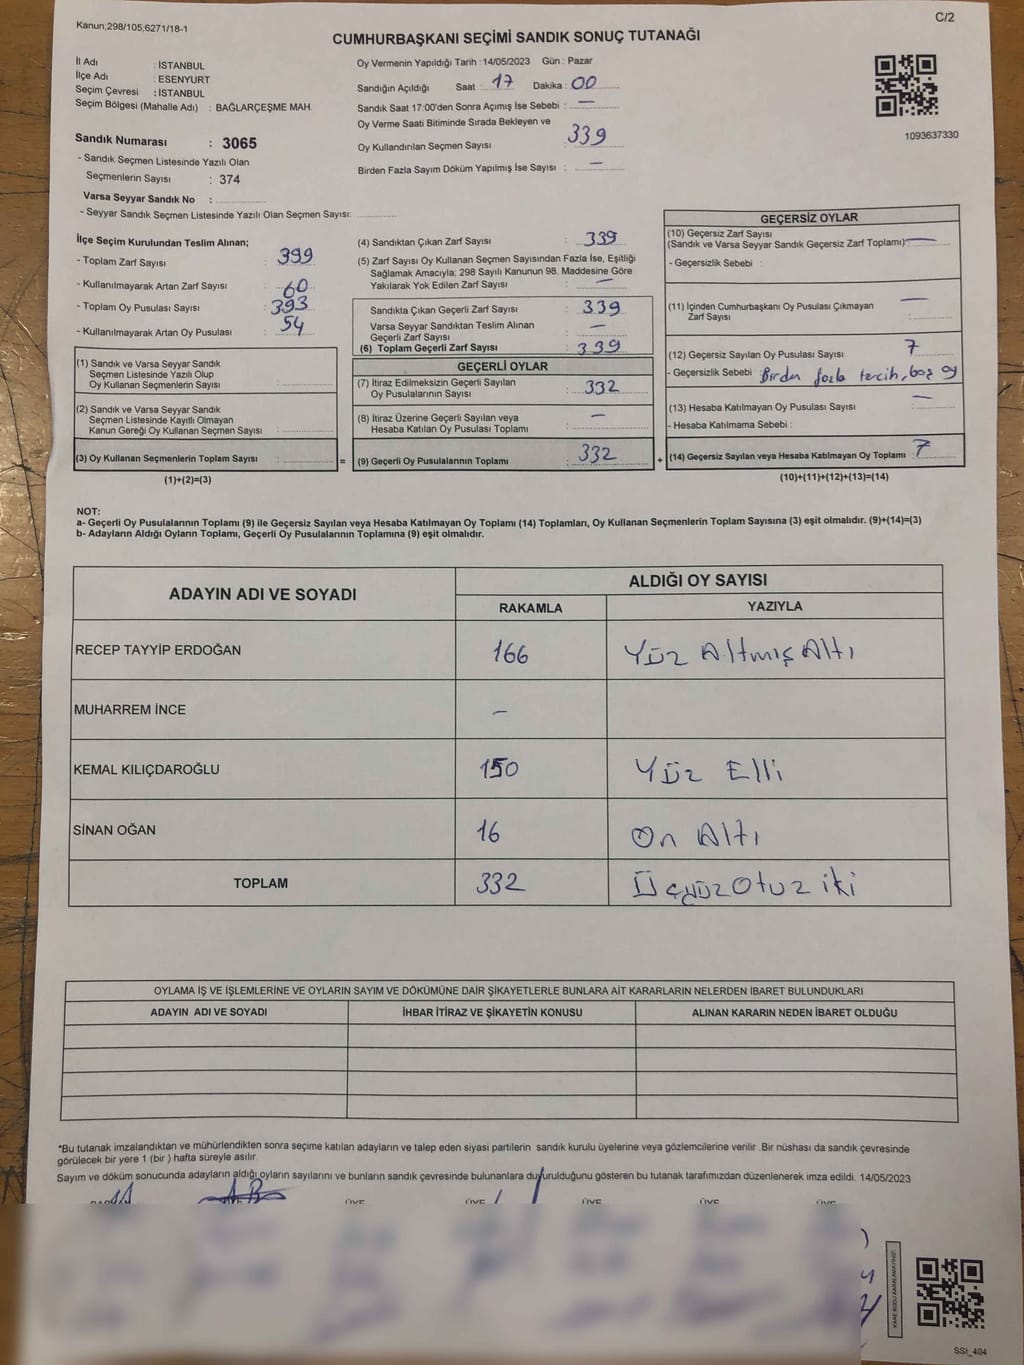 Kanun;298/105;6271/18-1
C/2
CUMHURBAŞKANI SEÇİMİ SANDIK SONUÇ TUTANAĞI
İl Adı : İSTANBUL
İlçe Adı : ESENYURT
Seçim Çevresi : İSTANBUL
Seçim Bölgesi (Mahalle Adı) : BAĞLARÇEŞME MAH.
Oy Vermenin Yapıldığı Tarih : 14/05/2023 Gün : Pazar
Sandığın Açıldığı Saat : 17 Dakika : 00
Sandık Saat 17:00'den Sonra Açılmış İse Sebebi : —
Oy Verme Saati Bitiminde Sırada Bekleyen ve
Oy Kullandırılan Seçmen Sayısı : 339
Birden Fazla Sayım Döküm Yapılmış İse Sayısı : —
1093637330
Sandık Numarası : 3065
- Sandık Seçmen Listesinde Yazılı Olan
Seçmenlerin Sayısı : 374
Varsa Seyyar Sandık No :
- Seyyar Sandık Seçmen Listesinde Yazılı Olan Seçmen Sayısı:
İlçe Seçim Kurulundan Teslim Alınan;
- Toplam Zarf Sayısı : 399
- Kullanılmayarak Artan Zarf Sayısı : 60
- Toplam Oy Pusulası Sayısı : 393
- Kullanılmayarak Artan Oy Pusulası : 54
(1) Sandık ve Varsa Seyyar Sandık
Seçmen Listesinde Yazılı Olup
Oy Kullanan Seçmenlerin Sayısı :
(2) Sandık ve Varsa Seyyar Sandık
Seçmen Listesinde Kayıtlı Olmayan
Kanun Gereği Oy Kullanan Seçmen Sayısı :
(3) Oy Kullanan Seçmenlerin Toplam Sayısı : =
(1)+(2)=(3)
(4) Sandıktan Çıkan Zarf Sayısı : 339
(5) Zarf Sayısı Oy Kullanan Seçmen Sayısından Fazla İse, Eşitliği
Sağlamak Amacıyla; 298 Sayılı Kanunun 98. Maddesine Göre
Yakılarak Yok Edilen Zarf Sayısı : —
Sandıkta Çıkan Geçerli Zarf Sayısı : 339
Varsa Seyyar Sandıktan Teslim Alınan
Geçerli Zarf Sayısı : —
(6) Toplam Geçerli Zarf Sayısı : 339
GEÇERLİ OYLAR
(7) İtiraz Edilmeksizin Geçerli Sayılan
Oy Pusulalarının Sayısı : 332
(8) İtiraz Üzerine Geçerli Sayılan veya
Hesaba Katılan Oy Pusulası Toplamı : —
(9) Geçerli Oy Pusulalarının Toplamı : 332 +
GEÇERSİZ OYLAR
(10) Geçersiz Zarf Sayısı
(Sandık ve Varsa Seyyar Sandık Geçersiz Zarf Toplamı): —
- Geçersizlik Sebebi :
(11) İçinden Cumhurbaşkanı Oy Pusulası Çıkmayan
Zarf Sayısı : —
(12) Geçersiz Sayılan Oy Pusulası Sayısı : 7
- Geçersizlik Sebebi : Birden fazla tercih, boş oy
(13) Hesaba Katılmayan Oy Pusulası Sayısı : —
- Hesaba Katılmama Sebebi :
(14) Geçersiz Sayılan veya Hesaba Katılmayan Oy Toplamı : 7
(10)+(11)+(12)+(13)=(14)
NOT:
a- Geçerli Oy Pusulalarının Toplamı (9) ile Geçersiz Sayılan veya Hesaba Katılmayan Oy Toplamı (14) Toplamları, Oy Kullanan Seçmenlerin Toplam Sayısına (3) eşit olmalıdır. (9)+(14)=(3)
b- Adayların Aldığı Oyların Toplamı, Geçerli Oy Pusulalarının Toplamına (9) eşit olmalıdır.
ADAYIN ADI VE SOYADI ALDIĞI OY SAYISI
RAKAMLA YAZIYLA
RECEP TAYYİP ERDOĞAN 166 Yüz Altmış Altı
MUHARREM İNCE —
KEMAL KILIÇDAROĞLU 150 Yüz Elli
SİNAN OĞAN 16 On Altı
TOPLAM 332 Üçyüz Otuz iki
OYLAMA İŞ VE İŞLEMLERİNE VE OYLARIN SAYIM VE DÖKÜMÜNE DAİR ŞİKAYETLERLE BUNLARA AİT KARARLARIN NELERDEN İBARET BULUNDUKLARI
ADAYIN ADI VE SOYADI İHBAR İTİRAZ VE ŞİKAYETİN KONUSU ALINAN KARARIN NEDEN İBARET OLDUĞU
*Bu tutanak imzalandıktan ve mühürlendikten sonra seçime katılan adayların ve talep eden siyasi partilerin sandık kurulu üyelerine veya gözlemcilerine verilir. Bir nüshası da sandık çevresinde
görülecek bir yere 1 (bir) hafta süreyle asılır.
Sayım ve döküm sonucunda adayların aldığı oyların sayılarını ve bunların sandık çevresinde bulunanlara duyurulduğunu gösteren bu tutanak tarafımızdan düzenlenerek imza edildi. 14/05/2023
ÜYE ÜYE ÜYE ÜYE ÜYE
SSI_404